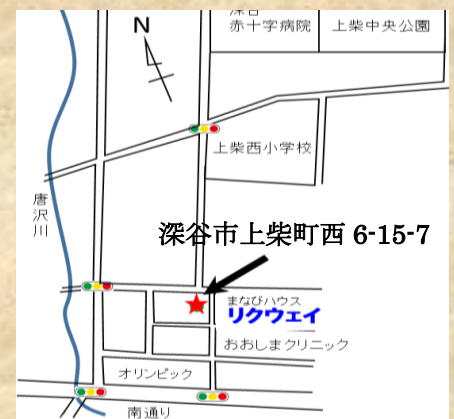 深谷
赤十字病院
上柴中央公園
N
上柴西小学校
唐沢川
深谷市上柴町西 6-15-7
まなびハウス
リクウェイ
おおしまクリニック
オリンピック
南通り